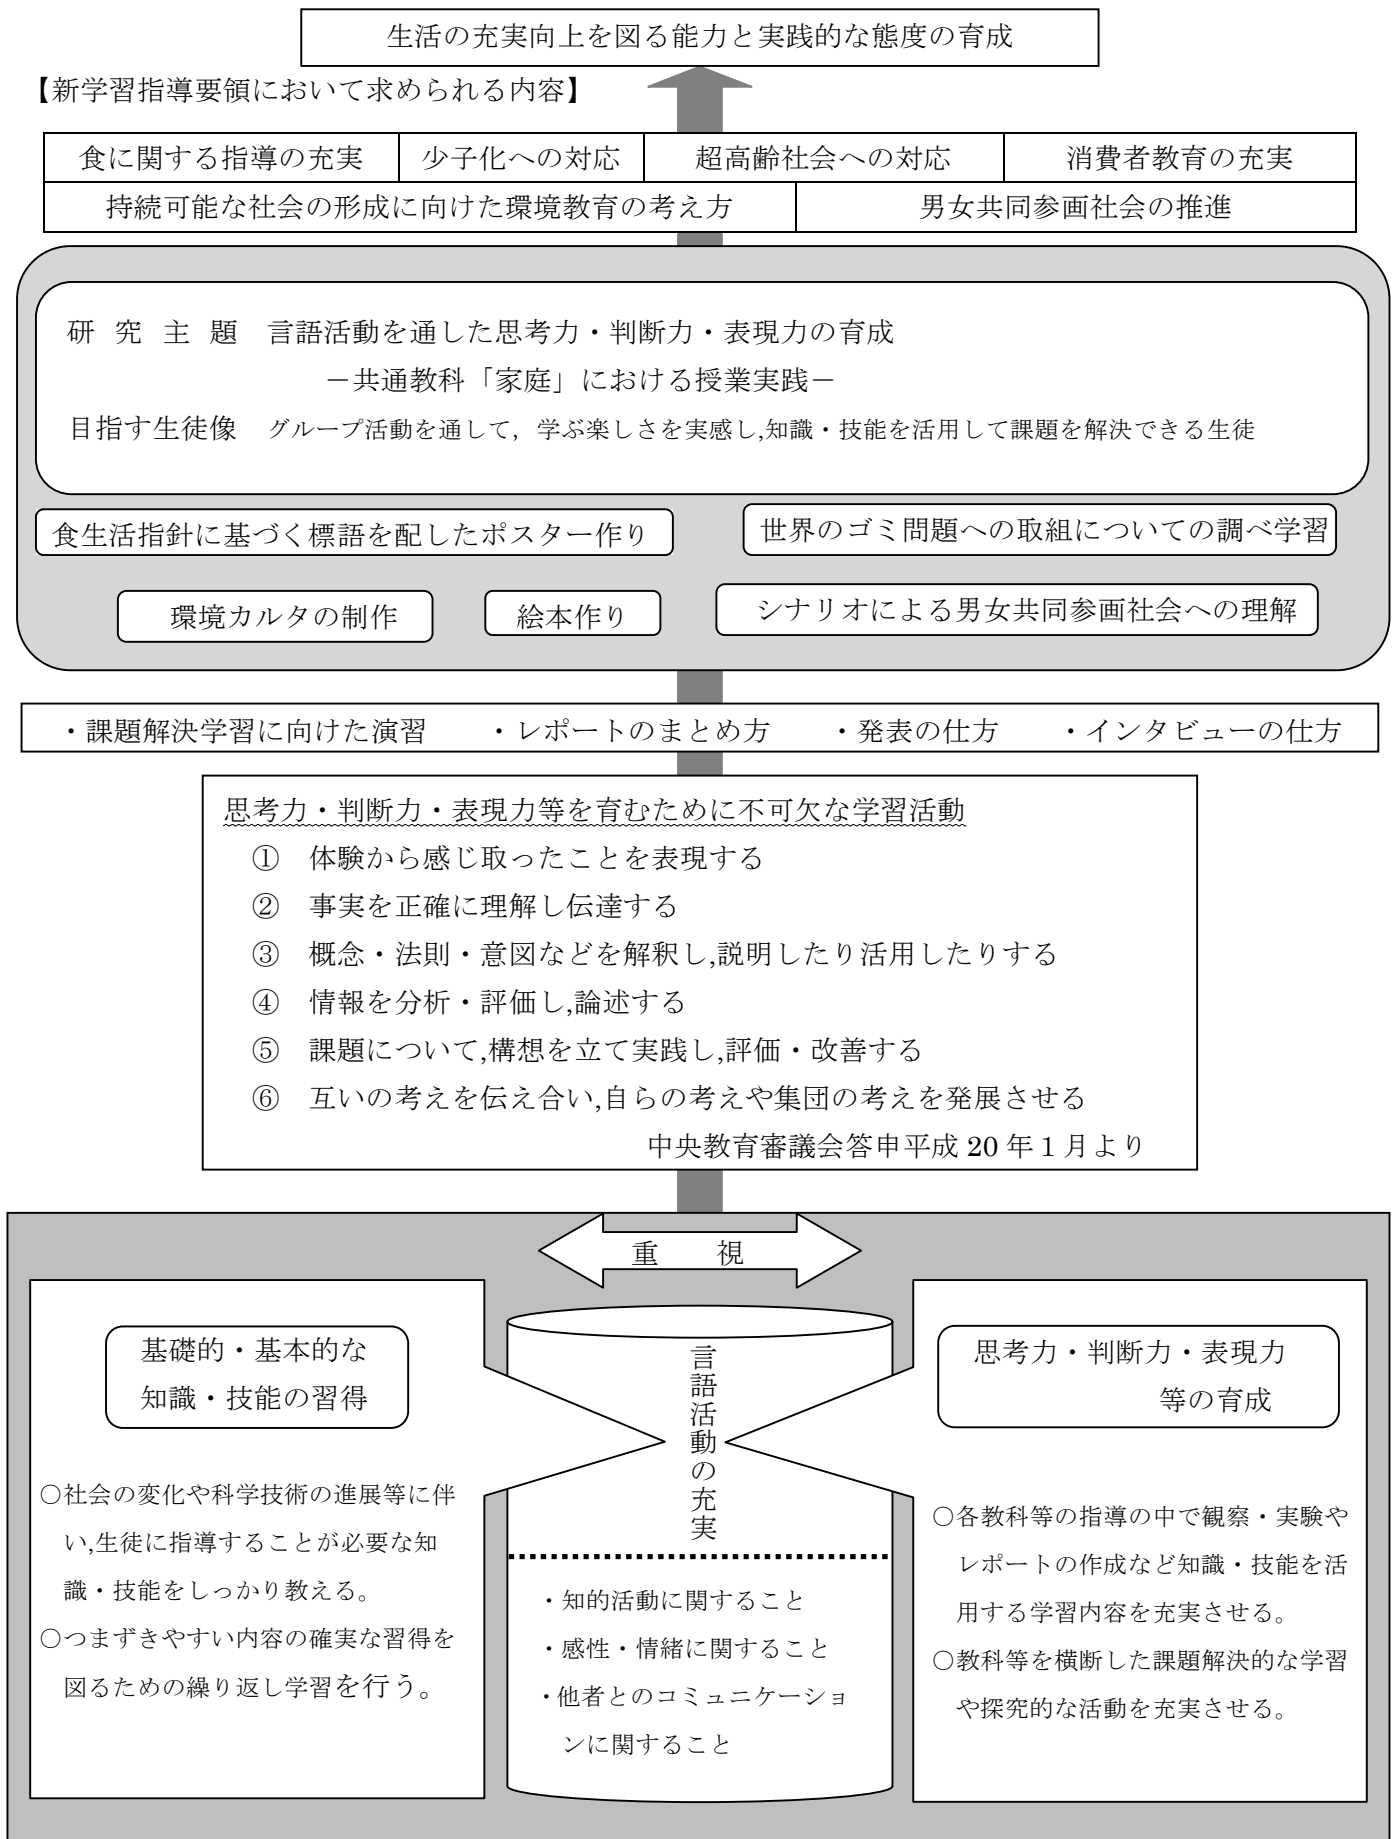 生活の充実向上を図る能力と実践的な態度の育成
【新学習指導要領において求められる内容】
食に関する指導の充実
少子化への対応
超高齢社会への対応
消費者教育の充実
持続可能な社会の形成に向けた環境教育の考え方
男女共同参画社会の推進
研究主題 言語活動を通した思考力・判断力・表現力の育成
－共通教科「家庭」における授業実践－
目指す生徒像 グループ活動を通して，学ぶ楽しさを実感し,知識・技能を活用して課題を解決できる生徒
食生活指針に基づく標語を配したポスター作り
世界のゴミ問題への取組についての調べ学習
環境カルタの制作
絵本作り
シナリオによる男女共同参画社会への理解
・課題解決学習に向けた演習 ・レポートのまとめ方 ・発表の仕方 ・インタビューの仕方
思考力・判断力・表現力等を育むために不可欠な学習活動
① 体験から感じ取ったことを表現する
② 事実を正確に理解し伝達する
③ 概念・法則・意図などを解釈し,説明したり活用したりする
④ 情報を分析・評価し,論述する
⑤ 課題について,構想を立て実践し,評価・改善する
⑥ 互いの考えを伝え合い,自らの考えや集団の考えを発展させる
中央教育審議会答申平成 20 年１月より
重 視
基礎的・基本的な
知識・技能の習得
○社会の変化や科学技術の進展等に伴
い,生徒に指導することが必要な知
識・技能をしっかり教える。
○つまずきやすい内容の確実な習得を
図るための繰り返し学習を行う。
言語活動の充実
・知的活動に関すること
・感性・情緒に関すること
・他者とのコミュニケーショ
ンに関すること
思考力・判断力・表現力
等の育成
○各教科等の指導の中で観察・実験や
レポートの作成など知識・技能を活
用する学習内容を充実させる。
○教科等を横断した課題解決的な学習
や探究的な活動を充実させる。